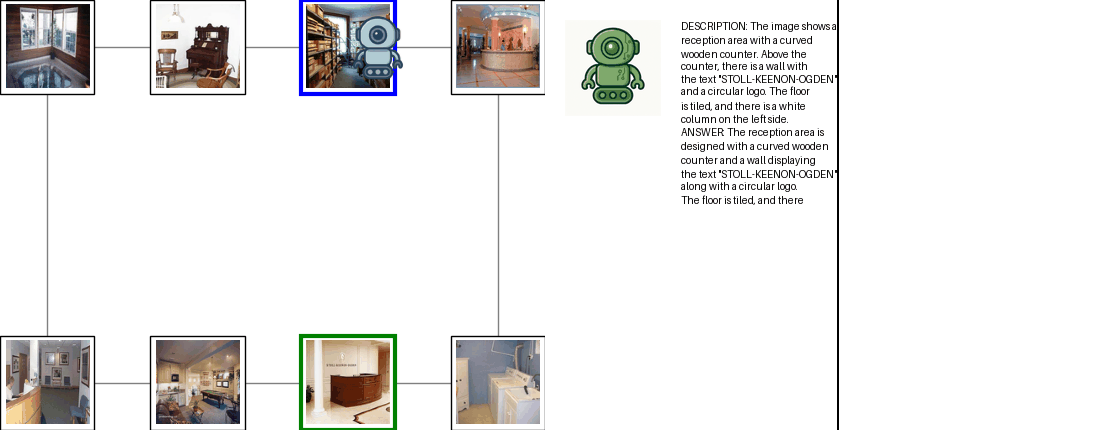 DESCRIPTION: The image shows a
reception area with a curved
wooden counter. Above the
counter, there is a wall with
the text "STOLL-KEENON-OGDEN"
and a circular logo. The floor
is tiled, and there is a white
column on the left side.
ANSWER: The reception area is
designed with a curved wooden
counter and a wall displaying
the text "STOLL-KEENON-OGDEN"
along with a circular logo.
The floor is tiled, and there